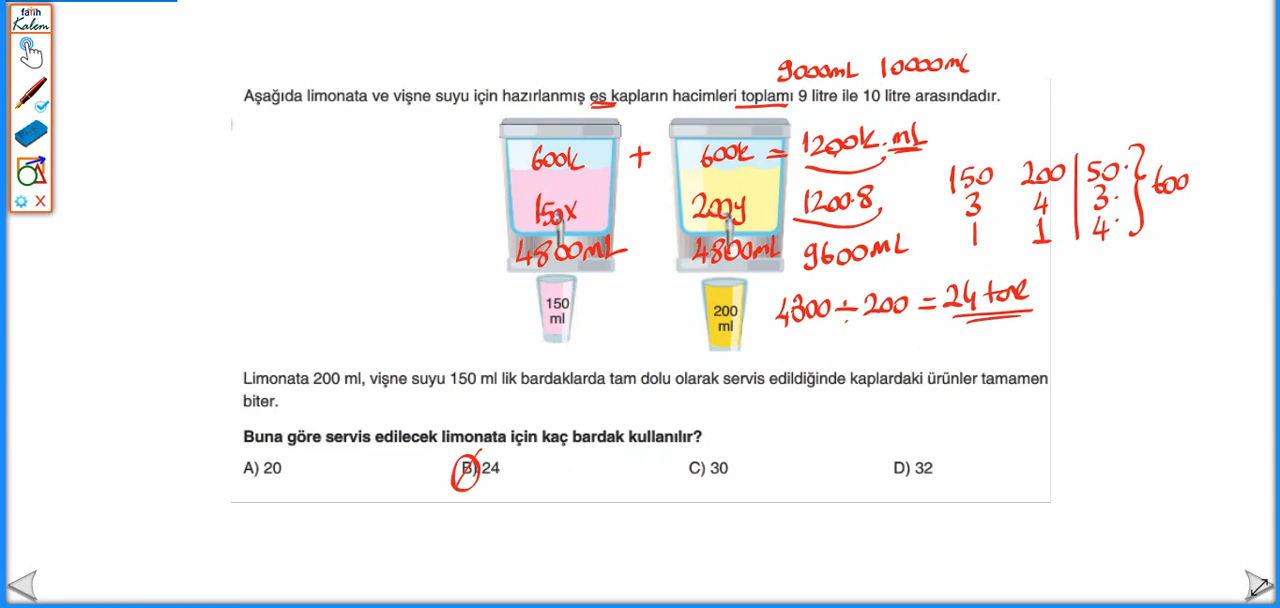 fatih
Kalem
9000mL 10000mL
Aşağıda limonata ve vişne suyu için hazırlanmış eş kapların hacimleri toplamı 9 litre ile 10 litre arasındadır.
600k + 600k = 1200k. mL
150x 200y 1200.8
4800mL 4800mL 9600mL
150 200 | 50.
3 4 | 3.
1 1 | 4.
600
150
ml
200
ml
4800 ÷ 200 = 24 tane
Limonata 200 ml, vişne suyu 150 ml lik bardaklarda tam dolu olarak servis edildiğinde kaplardaki ürünler tamamen
biter.
Buna göre servis edilecek limonata için kaç bardak kullanılır?
A) 20 B) 24 C) 30 D) 32